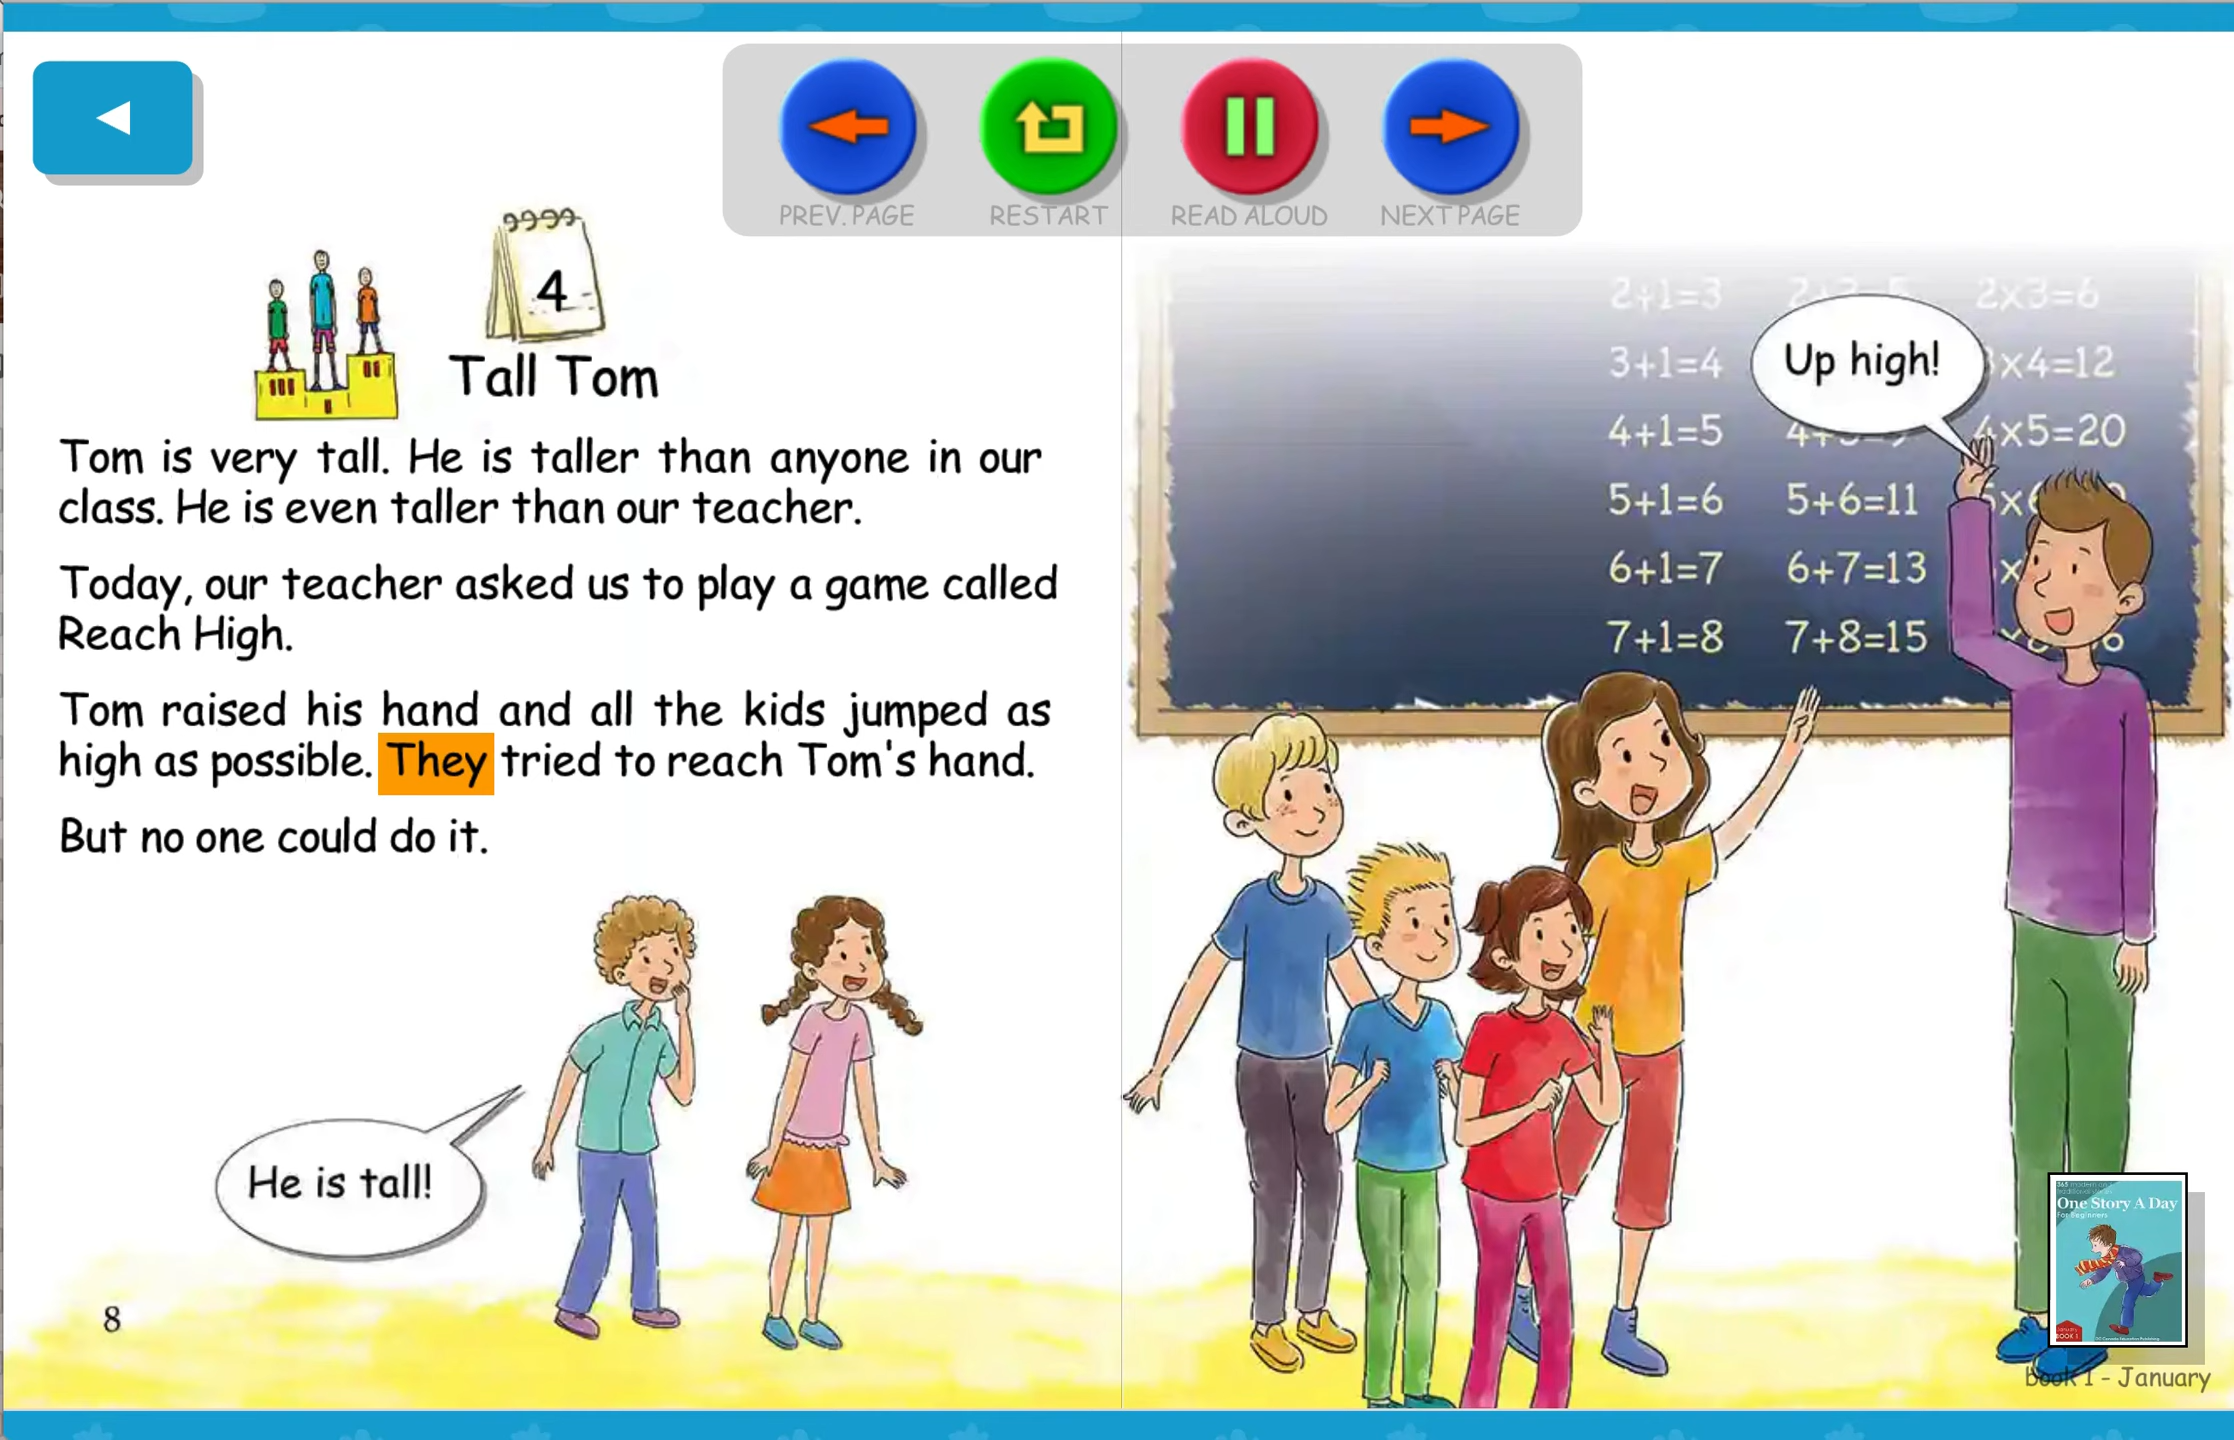 PREV. PAGE
RESTART
READ ALOUD
NEXT PAGE
4
Tall Tom
Tom is very tall. He is taller than anyone in our
class. He is even taller than our teacher.
Today, our teacher asked us to play a game called
Reach High.
Tom raised his hand and all the kids jumped as
high as possible. They tried to reach Tom's hand.
But no one could do it.
He is tall!
8
2+1=3
2x3=6
3+1=4
x4=12
4+1=5
4x5=20
5+1=6 5+6=11
6+1=7 6+7=13
7+1=8 7+8=15
Up high!
One Story A Day
For Beginners
BOOK 1
book 1 - January